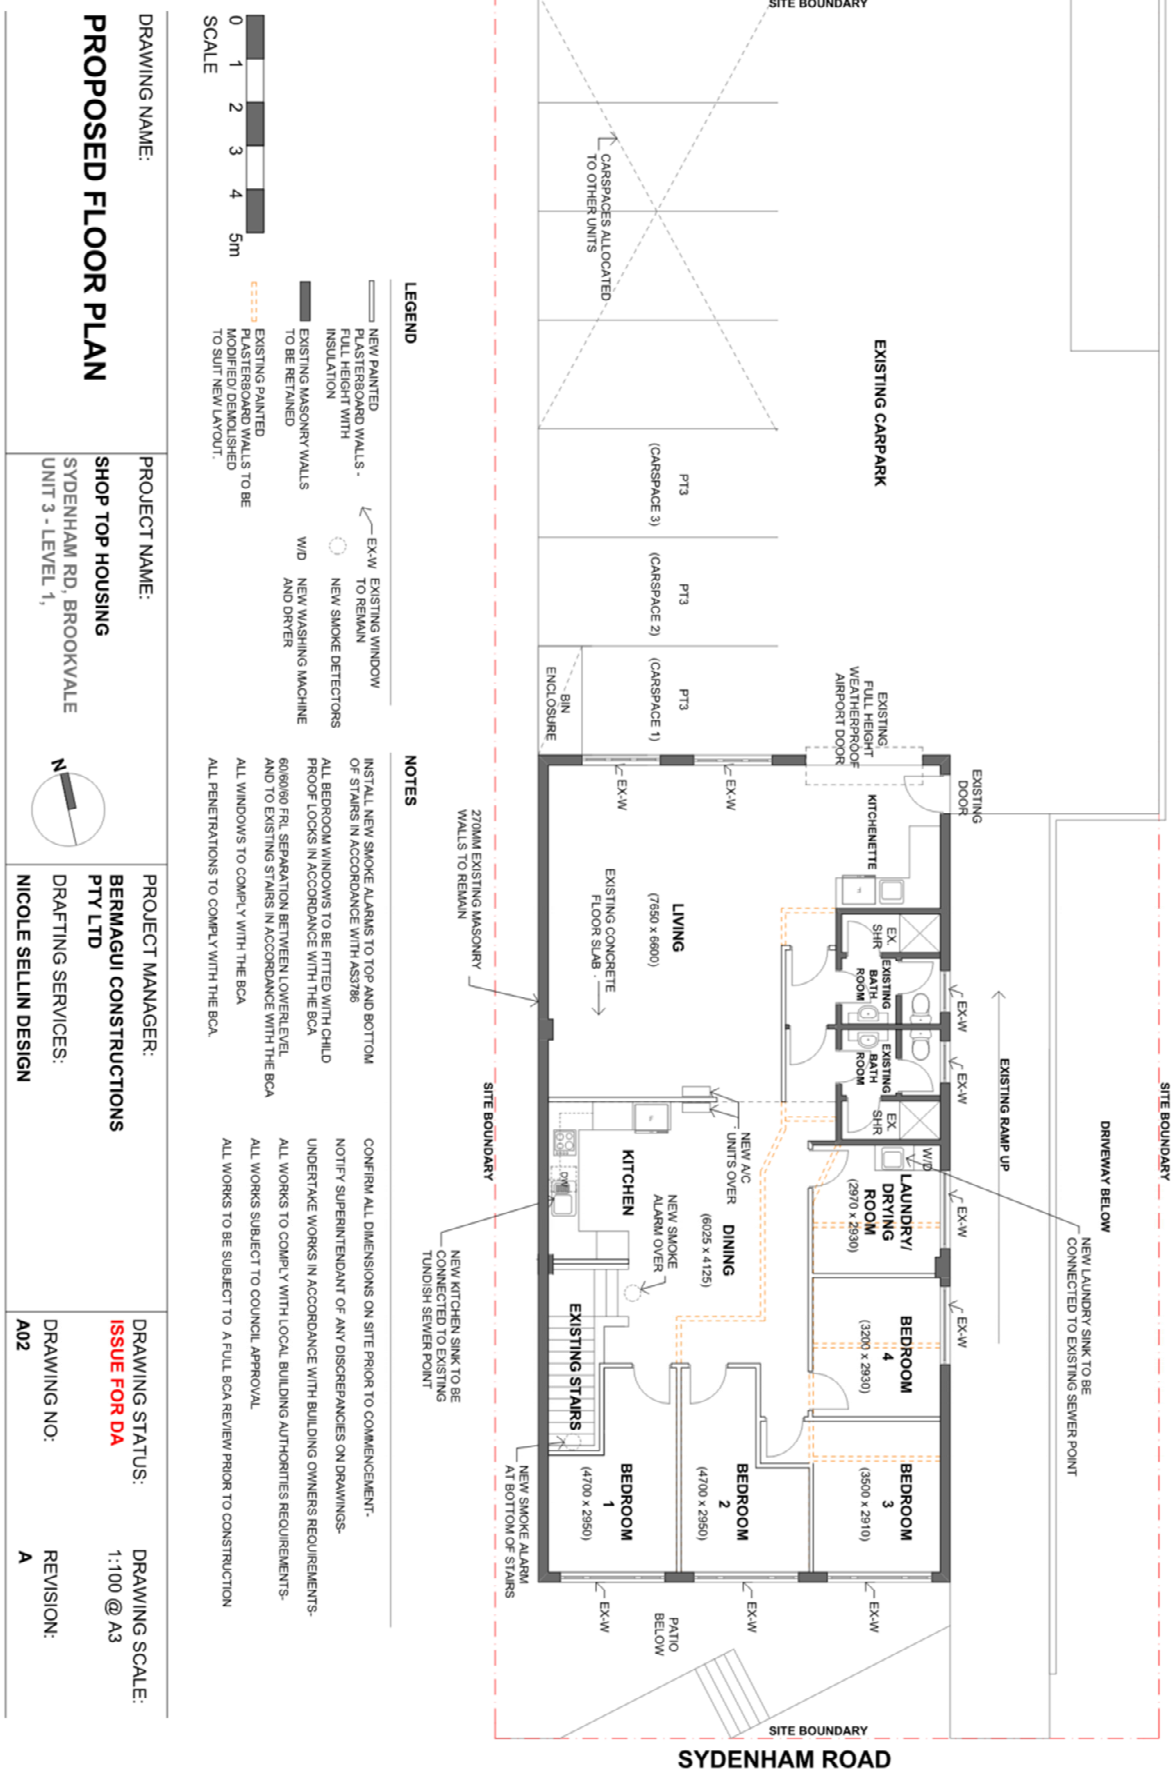 SITE BOUNDARY
EXISTING CARPARK
CARSPACES ALLOCATED
TO OTHER UNITS
PT3
(CARSPACE 3)
PT3
(CARSPACE 2)
PT3
(CARSPACE 1)
BIN
ENCLOSURE
EXISTING
FULL HEIGHT
WEATHERPROOF
AIRPORT DOOR
EXISTING
DOOR
EX-W
EX-W
KITCHENETTE
LIVING
(7650 x 6600)
EXISTING CONCRETE
FLOOR SLAB
270MM EXISTING MASONRY
WALLS TO REMAIN
EX.
SHR
EXISTING
BATH
ROOM
EXISTING
BATH
ROOM
EX.
SHR
EX-W
EX-W
EXISTING RAMP UP
DRIVEWAY BELOW
SITE BOUNDARY
SITE BOUNDARY
NEW A/C
UNITS OVER
KITCHEN
DW
NEW SMOKE
ALARM OVER
DINING
(6025 x 4125)
W/D
LAUNDRY/
DRYING
ROOM
(2970 x 2930)
EX-W
EX-W
NEW LAUNDRY SINK TO BE
CONNECTED TO EXISTING SEWER POINT
NEW KITCHEN SINK TO BE
CONNECTED TO EXISTING
TUNDISH SEWER POINT
EXISTING STAIRS
BEDROOM
4
(3200 x 2930)
BEDROOM
3
(3500 x 2910)
BEDROOM
2
(4700 x 2950)
BEDROOM
1
(4700 x 2950)
NEW SMOKE ALARM
AT BOTTOM OF STAIRS
EX-W
EX-W
EX-W
PATIO
BELOW
SITE BOUNDARY
SYDENHAM ROAD
LEGEND
NEW PAINTED
PLASTERBOARD WALLS -
FULL HEIGHT WITH
INSULATION
EXISTING MASONRY WALLS
TO BE RETAINED
EXISTING PAINTED
PLASTERBOARD WALLS TO BE
MODIFIED/ DEMOLISHED
TO SUIT NEW LAYOUT.
EX-W
EXISTING WINDOW
TO REMAIN
NEW SMOKE DETECTORS
W/D
NEW WASHING MACHINE
AND DRYER
NOTES
INSTALL NEW SMOKE ALARMS TO TOP AND BOTTOM
OF STAIRS IN ACCORDANCE WITH AS3786
ALL BEDROOM WINDOWS TO BE FITTED WITH CHILD
PROOF LOCKS IN ACCORDANCE WITH THE BCA
60/60/60 FRL SEPARATION BETWEEN LOWERLEVEL
AND TO EXISTING STAIRS IN ACCORDANCE WITH THE BCA
ALL WINDOWS TO COMPLY WITH THE BCA
ALL PENETRATIONS TO COMPLY WITH THE BCA.
CONFIRM ALL DIMENSIONS ON SITE PRIOR TO COMMENCEMENT-
NOTIFY SUPERINTENDANT OF ANY DISCREPANCIES ON DRAWINGS-
UNDERTAKE WORKS IN ACCORDANCE WITH BUILDING OWNERS REQUIREMENTS-
ALL WORKS TO COMPLY WITH LOCAL BUILDING AUTHORITIES REQUIREMENTS-
ALL WORKS SUBJECT TO COUNCIL APPROVAL
ALL WORKS TO BE SUBJECT TO A FULL BCA REVIEW PRIOR TO CONSTRUCTION
0 1 2 3 4 5m
SCALE
DRAWING NAME:
PROPOSED FLOOR PLAN
PROJECT NAME:
SHOP TOP HOUSING
SYDENHAM RD, BROOKVALE
UNIT 3 - LEVEL 1,
N
PROJECT MANAGER:
BERMAGUI CONSTRUCTIONS
PTY LTD
DRAFTING SERVICES:
NICOLE SELLIN DESIGN
DRAWING STATUS:
ISSUE FOR DA
DRAWING NO:
A02
DRAWING SCALE:
1:100 @ A3
REVISION:
A